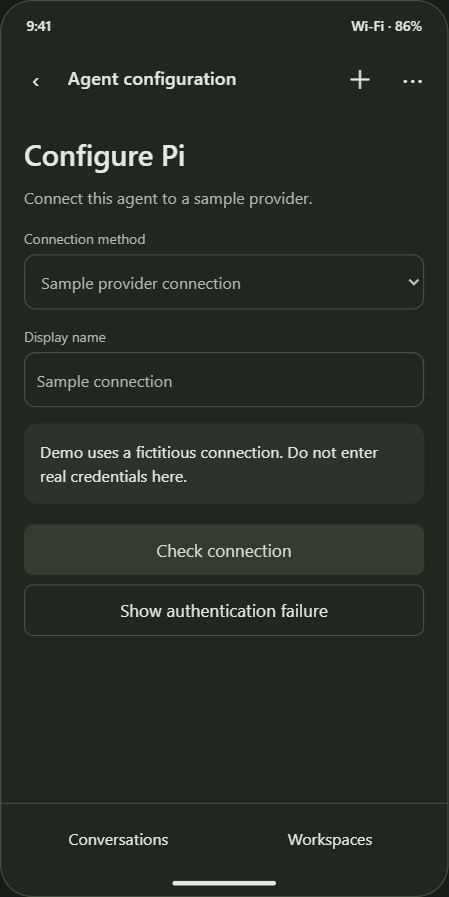 9:41
Wi-Fi · 86%
‹ Agent configuration + ...
Configure Pi
Connect this agent to a sample provider.
Connection method
Sample provider connection
Display name
Sample connection
Demo uses a fictitious connection. Do not enter
real credentials here.
Check connection
Show authentication failure
Conversations
Workspaces